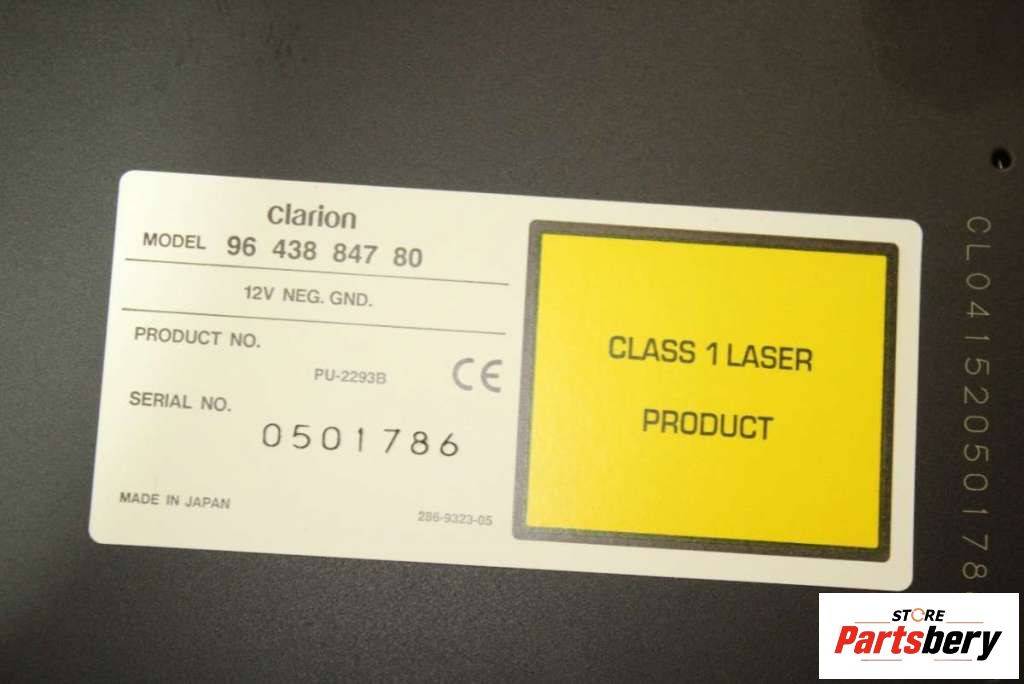 clarion
MODEL 96 438 847 80
12V NEG. GND.
PRODUCT NO.
PU-2293B
CE
SERIAL NO.
0501786
MADE IN JAPAN
286-9323-05
CLASS 1 LASER
PRODUCT
CL04152050178
STORE
Partsbery